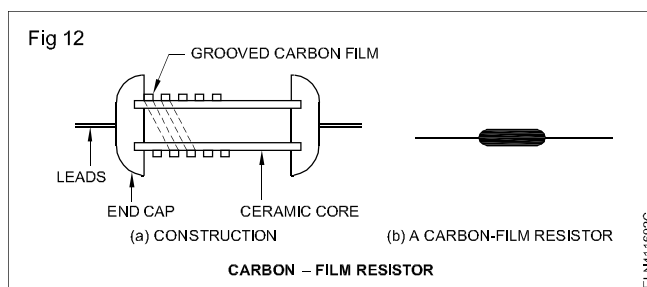 Fig 12
GROOVED CARBON FILM
LEADS
END CAP
CERAMIC CORE
(a) CONSTRUCTION
(b) A CARBON-FILM RESISTOR
CARBON – FILM RESISTOR